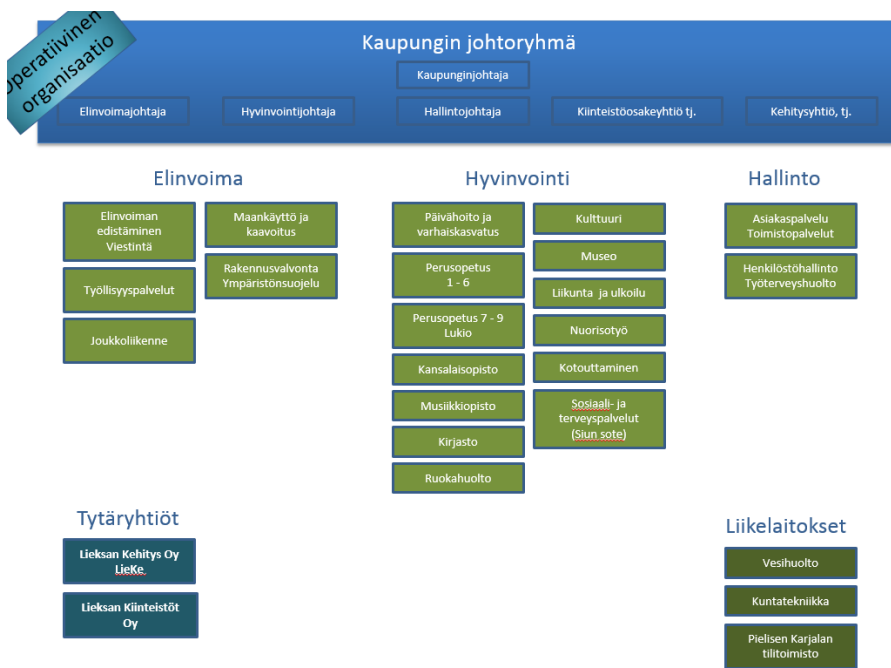 Operatiivinen
organisaatio
Kaupungin johtoryhmä
Kaupunginjohtaja
Elinvoimajohtaja
Hyvinvointijohtaja
Hallintojohtaja
Kiinteistöosakeyhtiö tj.
Kehitysyhtiö, tj.
Elinvoima
Elinvoiman
edistäminen
Viestintä
Maankäyttö ja
kaavoitus
Työllisyyspalvelut
Rakennusvalvonta
Ympäristönsuojelu
Joukkoliikenne
Hyvinvointi
Päivähoito ja
varhaiskasvatus
Perusopetus
1 - 6
Perusopetus 7 - 9
Lukio
Kansalaisopisto
Musiikkiopisto
Kirjasto
Ruokahuolto
Kulttuuri
Museo
Liikunta ja ulkoilu
Nuorisotyö
Kotouttaminen
Sosiaali- ja
terveyspalvelut
(Siun sote)
Hallinto
Asiakaspalvelu
Toimistopalvelut
Henkilöstöhallinto
Työterveyshuolto
Tytäryhtiöt
Lieksan Kehitys Oy
LieKe
Lieksan Kiinteistöt
Oy
Liikelaitokset
Vesihuolto
Kuntatekniikka
Pielisen Karjalan
tilitoimisto